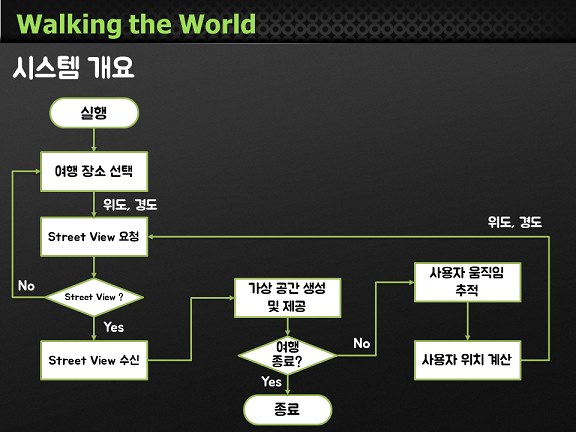 Walking the World
시스템 개요
실행
여행 장소 선택
위도, 경도
Street View 요청
위도, 경도
Street View ?
No
Yes
Street View 수신
가상 공간 생성
및 제공
여행
종료?
No
Yes
종료
사용자 움직임
추적
사용자 위치 계산